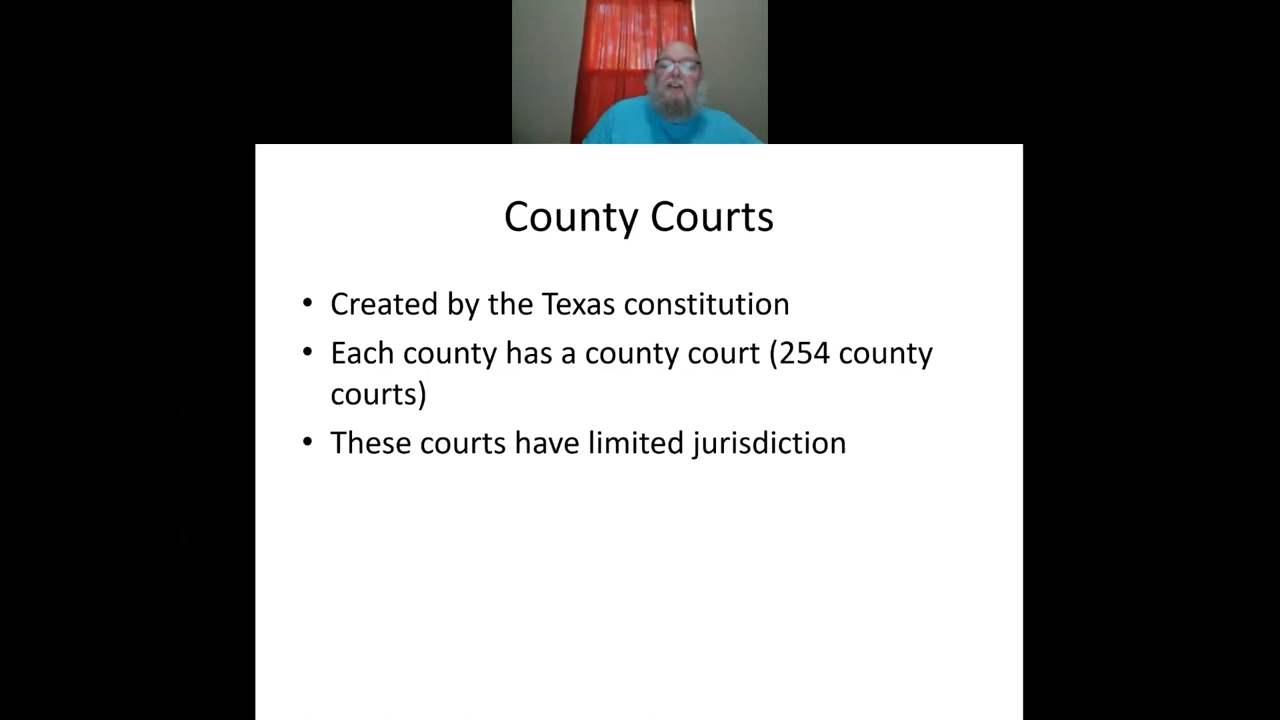 County Courts
• Created by the Texas constitution
• Each county has a county court (254 county
courts)
• These courts have limited jurisdiction